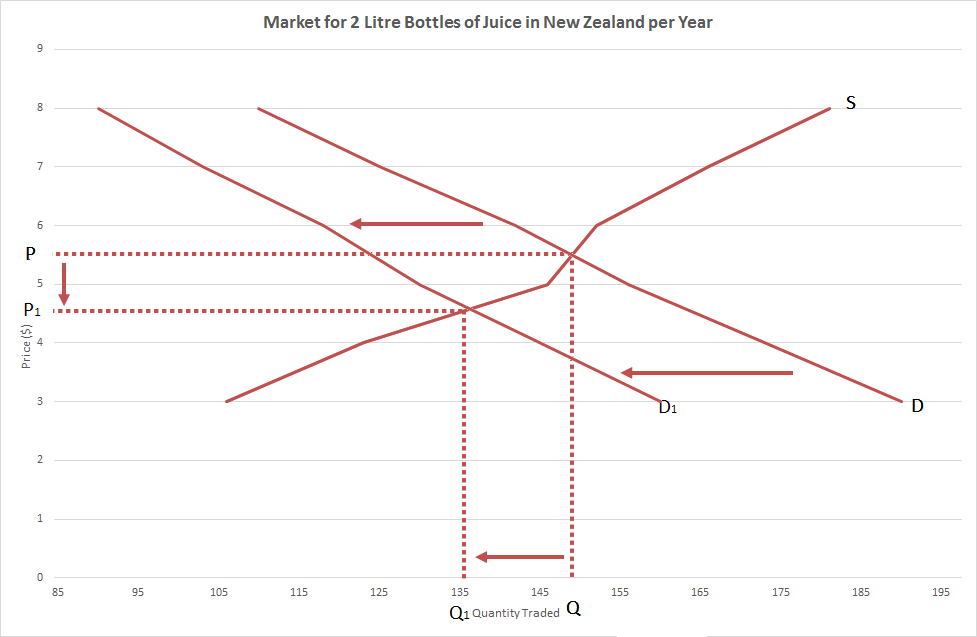 Market for 2 Litre Bottles of Juice in New Zealand per Year
9
8
S
7
6
P
5
P1
Price ($)
4
3
D1
D
2
1
0
85 95 105 115 125 135 145 155 165 175 185 195
Q1 Quantity Traded Q